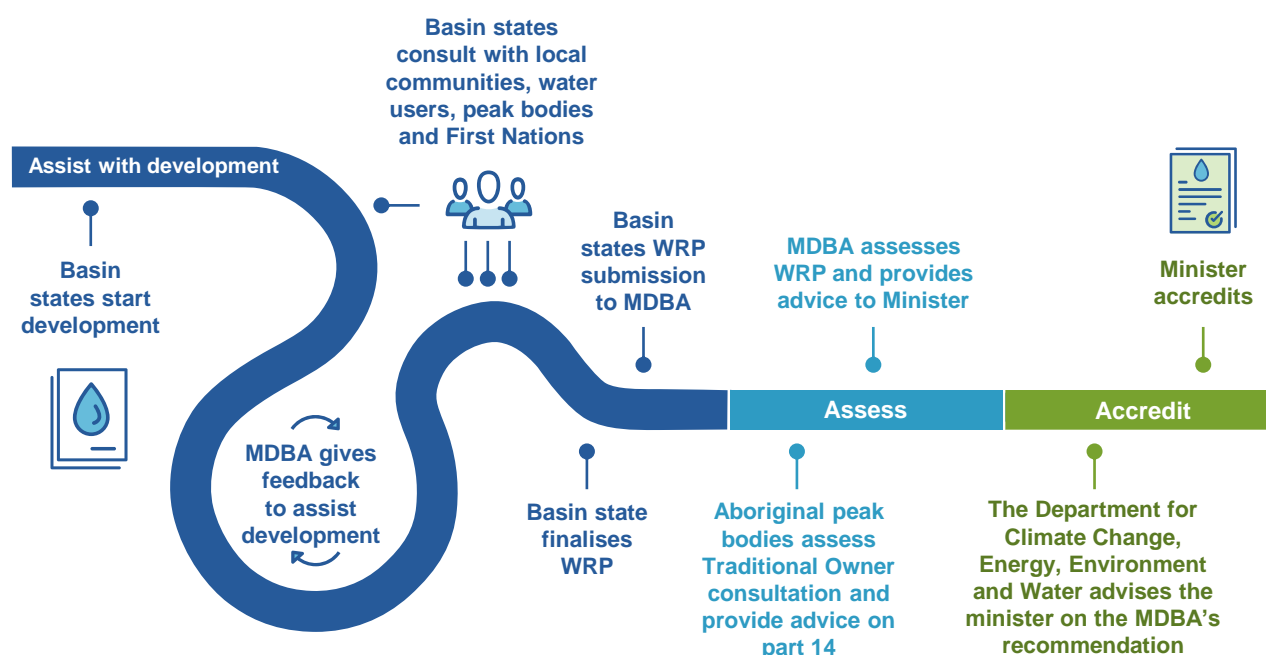 Basin states
consult with local
communities, water
users, peak bodies
and First Nations
Assist with development
Basin
states start
development
MDBA gives
feedback
to assist
development
Basin
states WRP
submission
to MDBA
Basin state
finalises
WRP
MDBA assesses
WRP and provides
advice to Minister
Assess
Aboriginal peak
bodies assess
Traditional Owner
consultation and
provide advice on
part 14
Minister
accredits
Accredit
The Department for
Climate Change,
Energy, Environment
and Water advises the
minister on the MDBA’s
recommendation